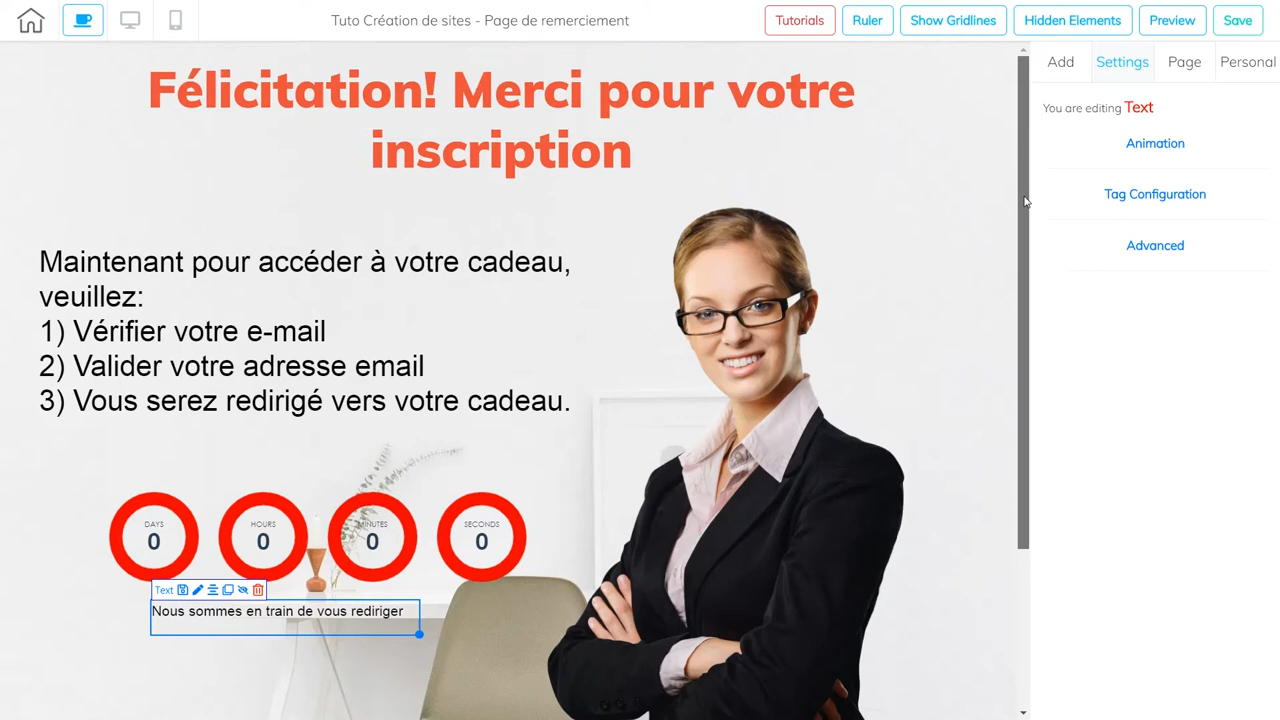 Tuto Création de sites - Page de remerciement
Tutorials
Ruler
Show Gridlines
Hidden Elements
Preview
Save
Add
Settings
Page
Personal
You are editing Text
Animation
Tag Configuration
Advanced
Félicitation! Merci pour votre
inscription
Maintenant pour accéder à votre cadeau,
veuillez:
1) Vérifier votre e-mail
2) Valider votre adresse email
3) Vous serez redirigé vers votre cadeau.
DAYS
0
HOURS
0
MINUTES
0
SECONDS
0
Text
Nous sommes en train de vous rediriger